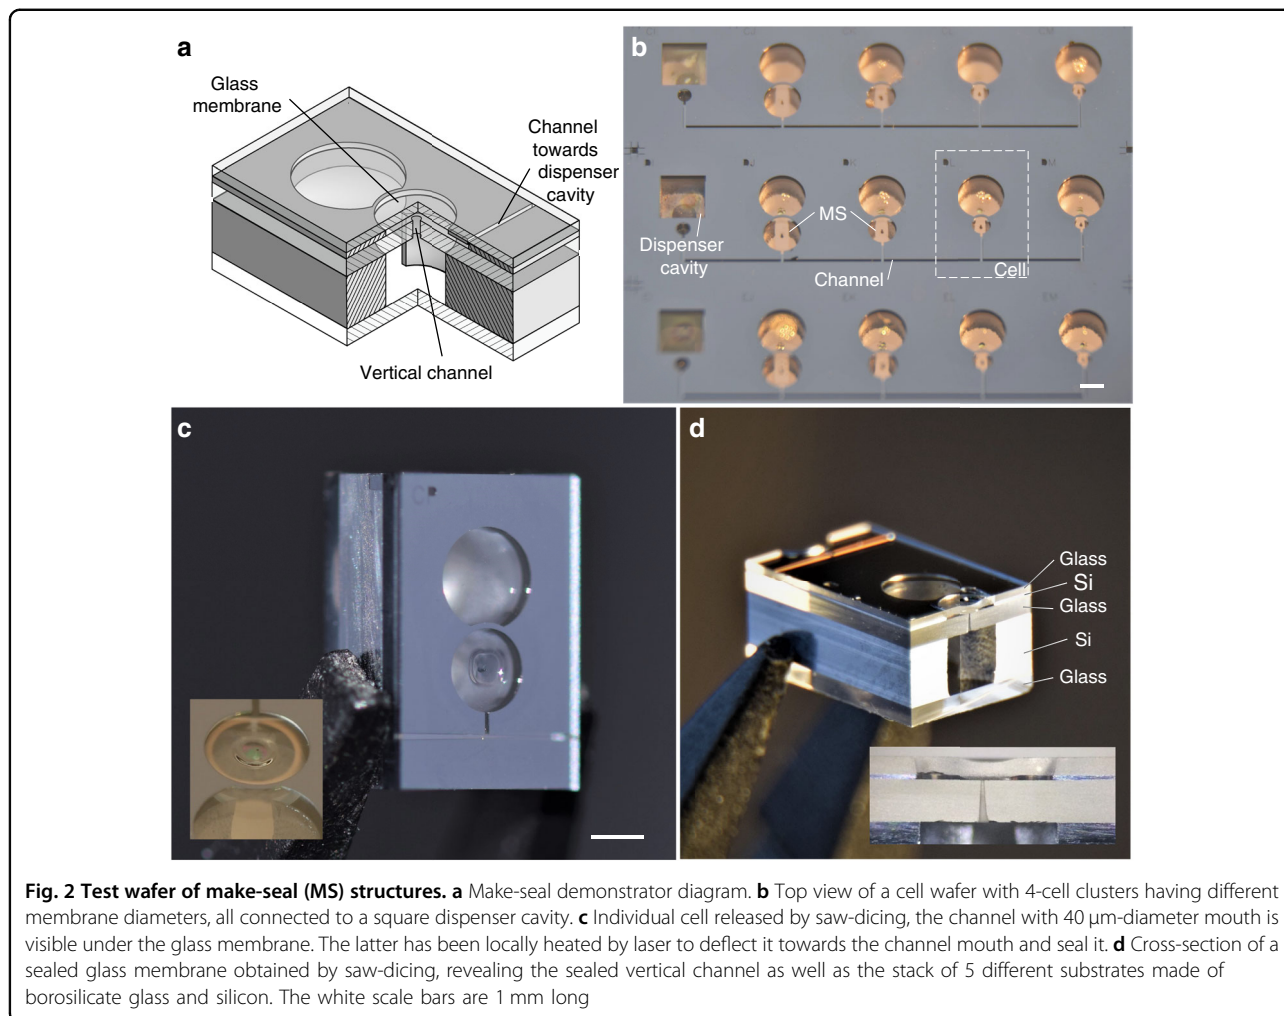 a
Glass
membrane
Channel
towards
dispenser
cavity
Vertical channel
b
MS
Dispenser
cavity
Channel
Cell
c
d
Glass
Si
Glass
Si
Glass
Fig. 2 Test wafer of make-seal (MS) structures. a Make-seal demonstrator diagram. b Top view of a cell wafer with 4-cell clusters having different
membrane diameters, all connected to a square dispenser cavity. c Individual cell released by saw-dicing, the channel with 40 μm-diameter mouth is
visible under the glass membrane. The latter has been locally heated by laser to deflect it towards the channel mouth and seal it. d Cross-section of a
sealed glass membrane obtained by saw-dicing, revealing the sealed vertical channel as well as the stack of 5 different substrates made of
borosilicate glass and silicon. The white scale bars are 1 mm long